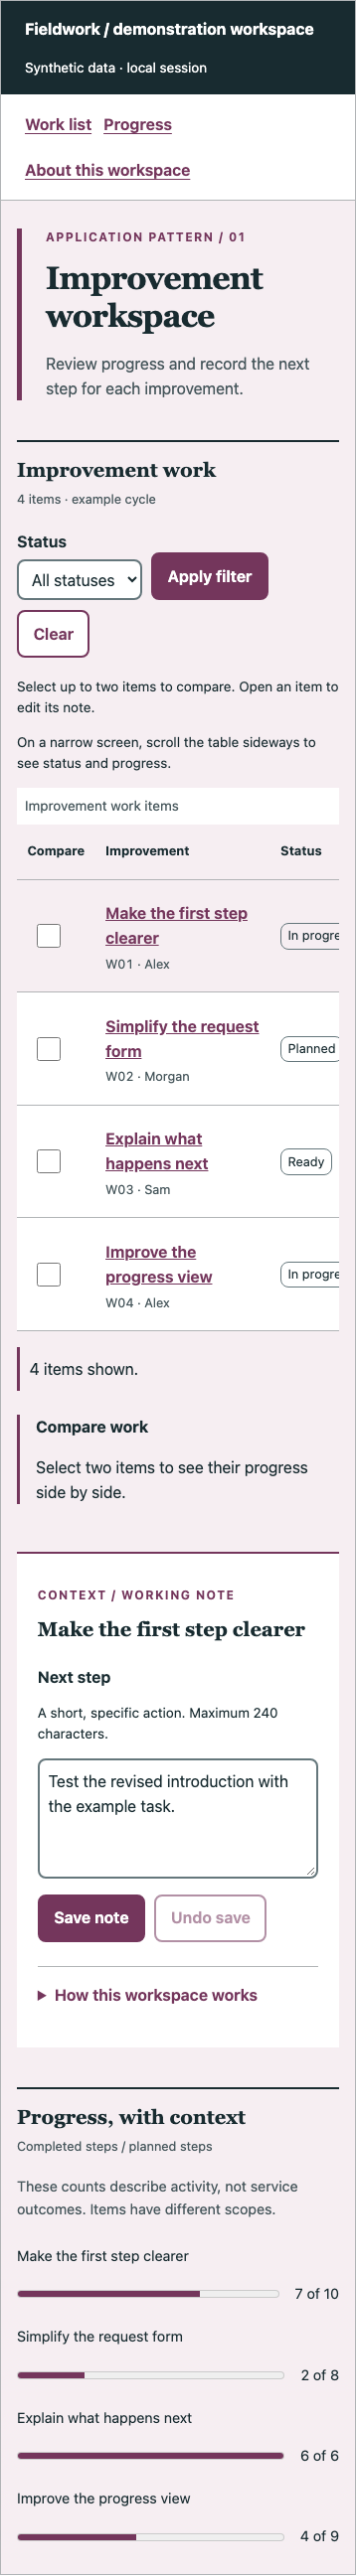 Fieldwork / demonstration workspace
Synthetic data · local session
Work list Progress
About this workspace
APPLICATION PATTERN / 01
Improvement
workspace
Review progress and record the next
step for each improvement.
Improvement work
4 items · example cycle
Status
All statuses Apply filter
Clear
Select up to two items to compare. Open an item to
edit its note.
On a narrow screen, scroll the table sideways to
see status and progress.
Improvement work items
Compare Improvement Status
Make the first step
clearer
In progre
W01 · Alex
Simplify the request
form
Planned
W02 · Morgan
Explain what
happens next
Ready
W03 · Sam
Improve the
progress view
In progre
W04 · Alex
4 items shown.
Compare work
Select two items to see their progress
side by side.
CONTEXT / WORKING NOTE
Make the first step clearer
Next step
A short, specific action. Maximum 240
characters.
Test the revised introduction with
the example task.
Save note Undo save
How this workspace works
Progress, with context
Completed steps / planned steps
These counts describe activity, not service
outcomes. Items have different scopes.
Make the first step clearer
7 of 10
Simplify the request form
2 of 8
Explain what happens next
6 of 6
Improve the progress view
4 of 9